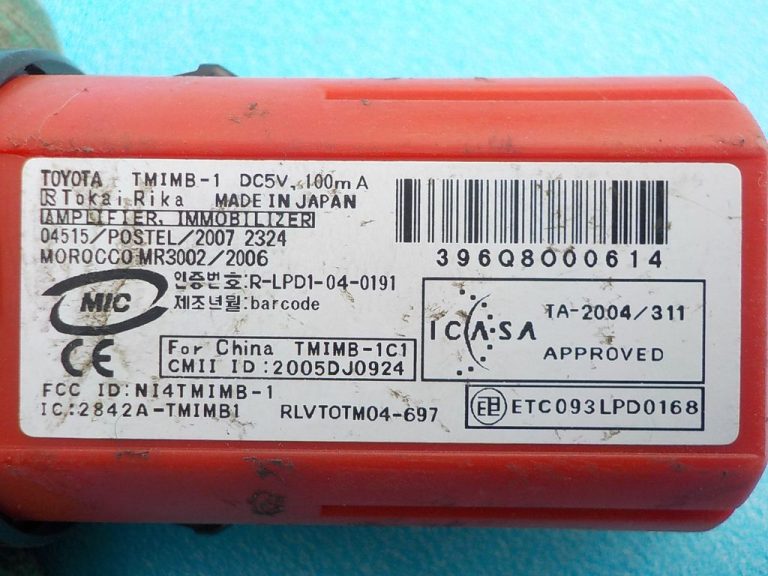 TOYOTA TMIMB-1 DC5V, 100mA
R Tokai Rika MADE IN JAPAN
AMPLIFIER, IMMOBILIZER
04515/POSTEL/2007 2324
MOROCCO MR3002/2006
396Q8000614
MIC
인증번호:R-LPD1-04-0191
제조년월:barcode
ICASA
TA-2004/311
APPROVED
CE
For China TMIMB-1C1
CMII ID:2005DJ0924
FCC ID:NI4TMIMB-1
IC:2842A-TMIMB1 RLVTOTM04-697
ETC093LPD0168